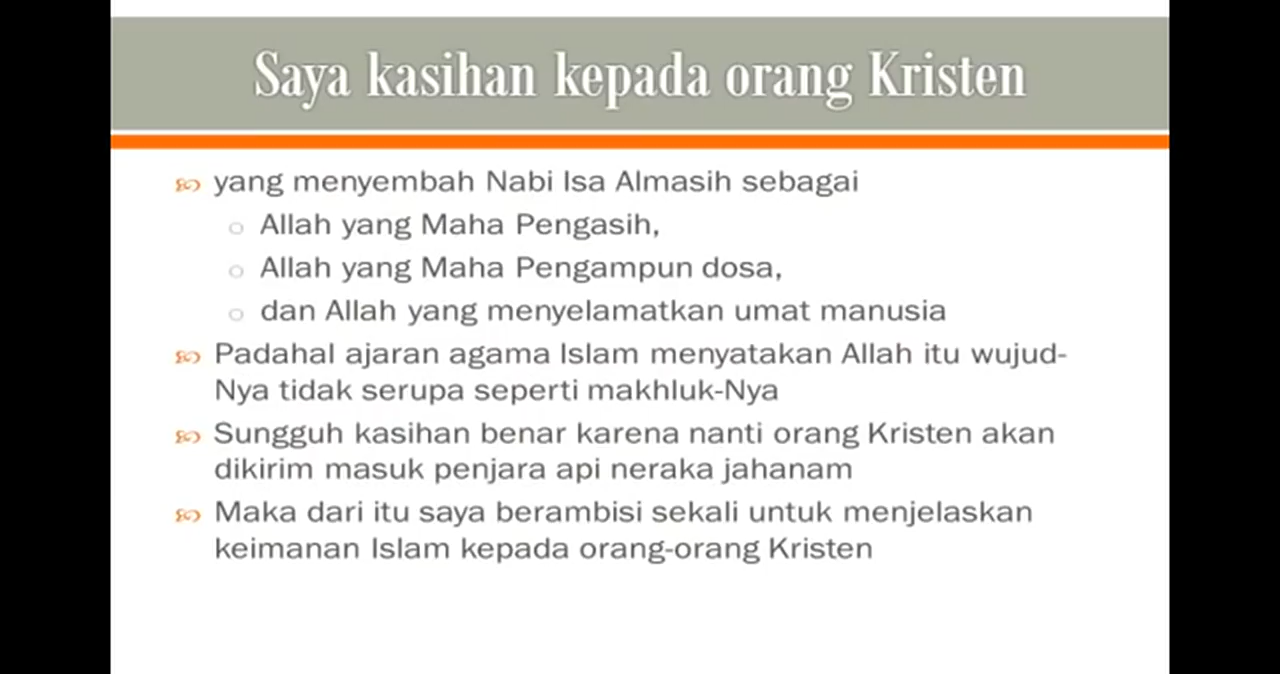 Saya kasihan kepada orang Kristen
yang menyembah Nabi Isa Almasih sebagai
Allah yang Maha Pengasih,
Allah yang Maha Pengampun dosa,
dan Allah yang menyelamatkan umat manusia
Padahal ajaran agama Islam menyatakan Allah itu wujud-
Nya tidak serupa seperti makhluk-Nya
Sungguh kasihan benar karena nanti orang Kristen akan
dikirim masuk penjara api neraka jahanam
Maka dari itu saya berambisi sekali untuk menjelaskan
keimanan Islam kepada orang-orang Kristen